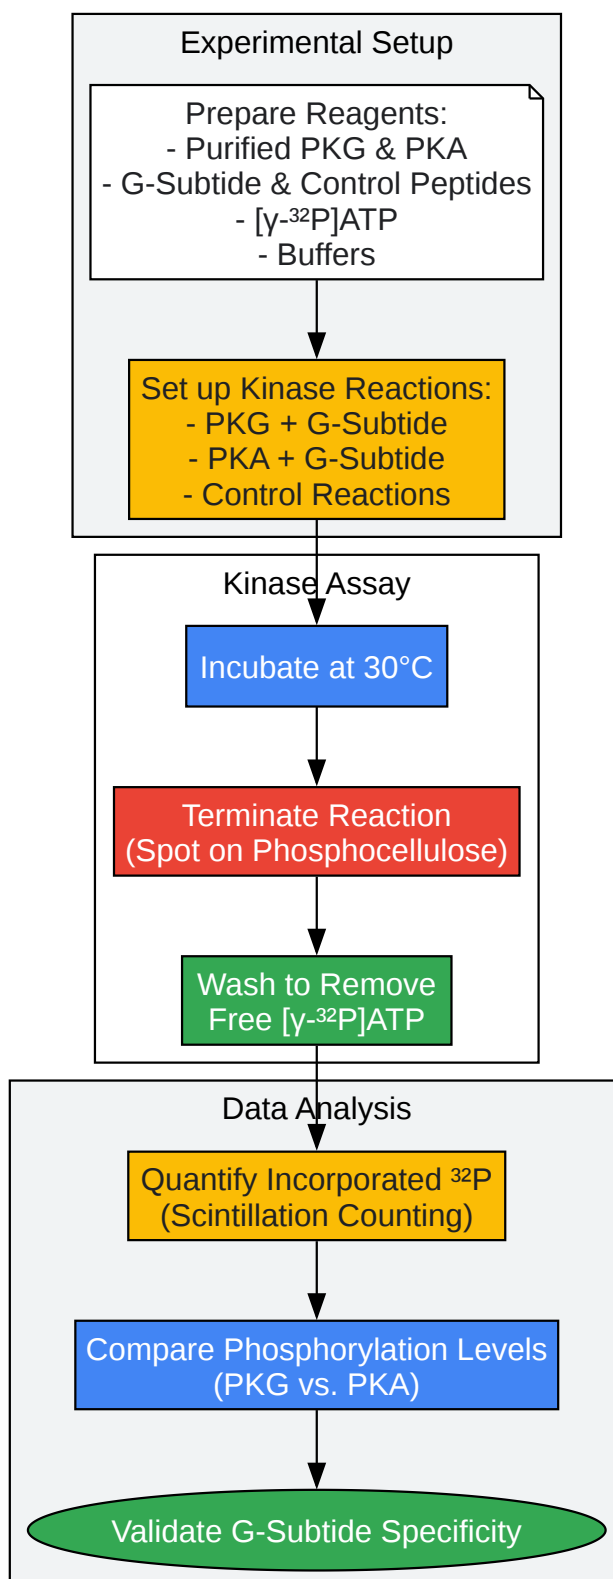 Experimental Setup
Prepare Reagents:
- Purified PKG & PKA
- G-Subtide & Control Peptides
- [γ-³²P]ATP
- Buffers
Set up Kinase Reactions:
- PKG + G-Subtide
- PKA + G-Subtide
- Control Reactions
Kinase Assay
Incubate at 30°C
Terminate Reaction
(Spot on Phosphocellulose)
Wash to Remove
Free [γ-³²P]ATP
Data Analysis
Quantify Incorporated ³²P
(Scintillation Counting)
Compare Phosphorylation Levels
(PKG vs. PKA)
Validate G-Subtide Specificity